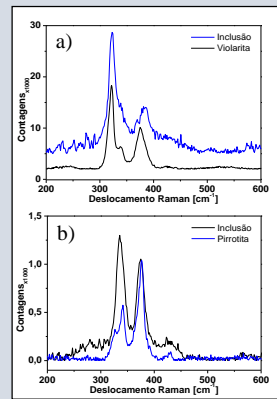 a)
Inclusão
Violarita
30
20
10
0
Contagens x1000
200 300 400 500 600
Deslocamento Raman [cm-1]
b)
Inclusão
Pirrotita
1,5
1,0
0,5
0,0
Contagens x1000
200 300 400 500 600
Deslocamento Raman [cm-1]